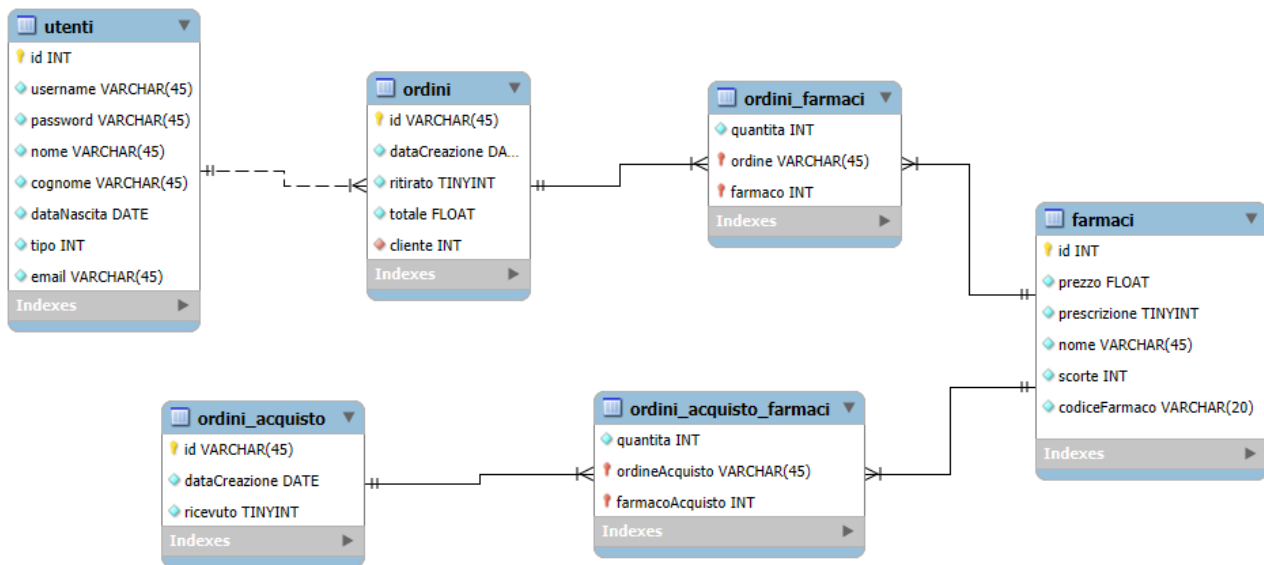 utenti
id INT
username VARCHAR(45)
password VARCHAR(45)
nome VARCHAR(45)
cognome VARCHAR(45)
dataNascita DATE
tipo INT
email VARCHAR(45)
Indexes
ordini
id VARCHAR(45)
dataCreazione DA...
ritirato TINYINT
totale FLOAT
cliente INT
Indexes
ordini_farmaci
quantita INT
ordine VARCHAR(45)
farmaco INT
Indexes
farmaci
id INT
prezzo FLOAT
prescrizione TINYINT
nome VARCHAR(45)
scorte INT
codiceFarmaco VARCHAR(20)
Indexes
ordini_acquisto
id VARCHAR(45)
dataCreazione DATE
ricevuto TINYINT
Indexes
ordini_acquisto_farmaci
quantita INT
ordineAcquisto VARCHAR(45)
farmacoAcquisto INT
Indexes